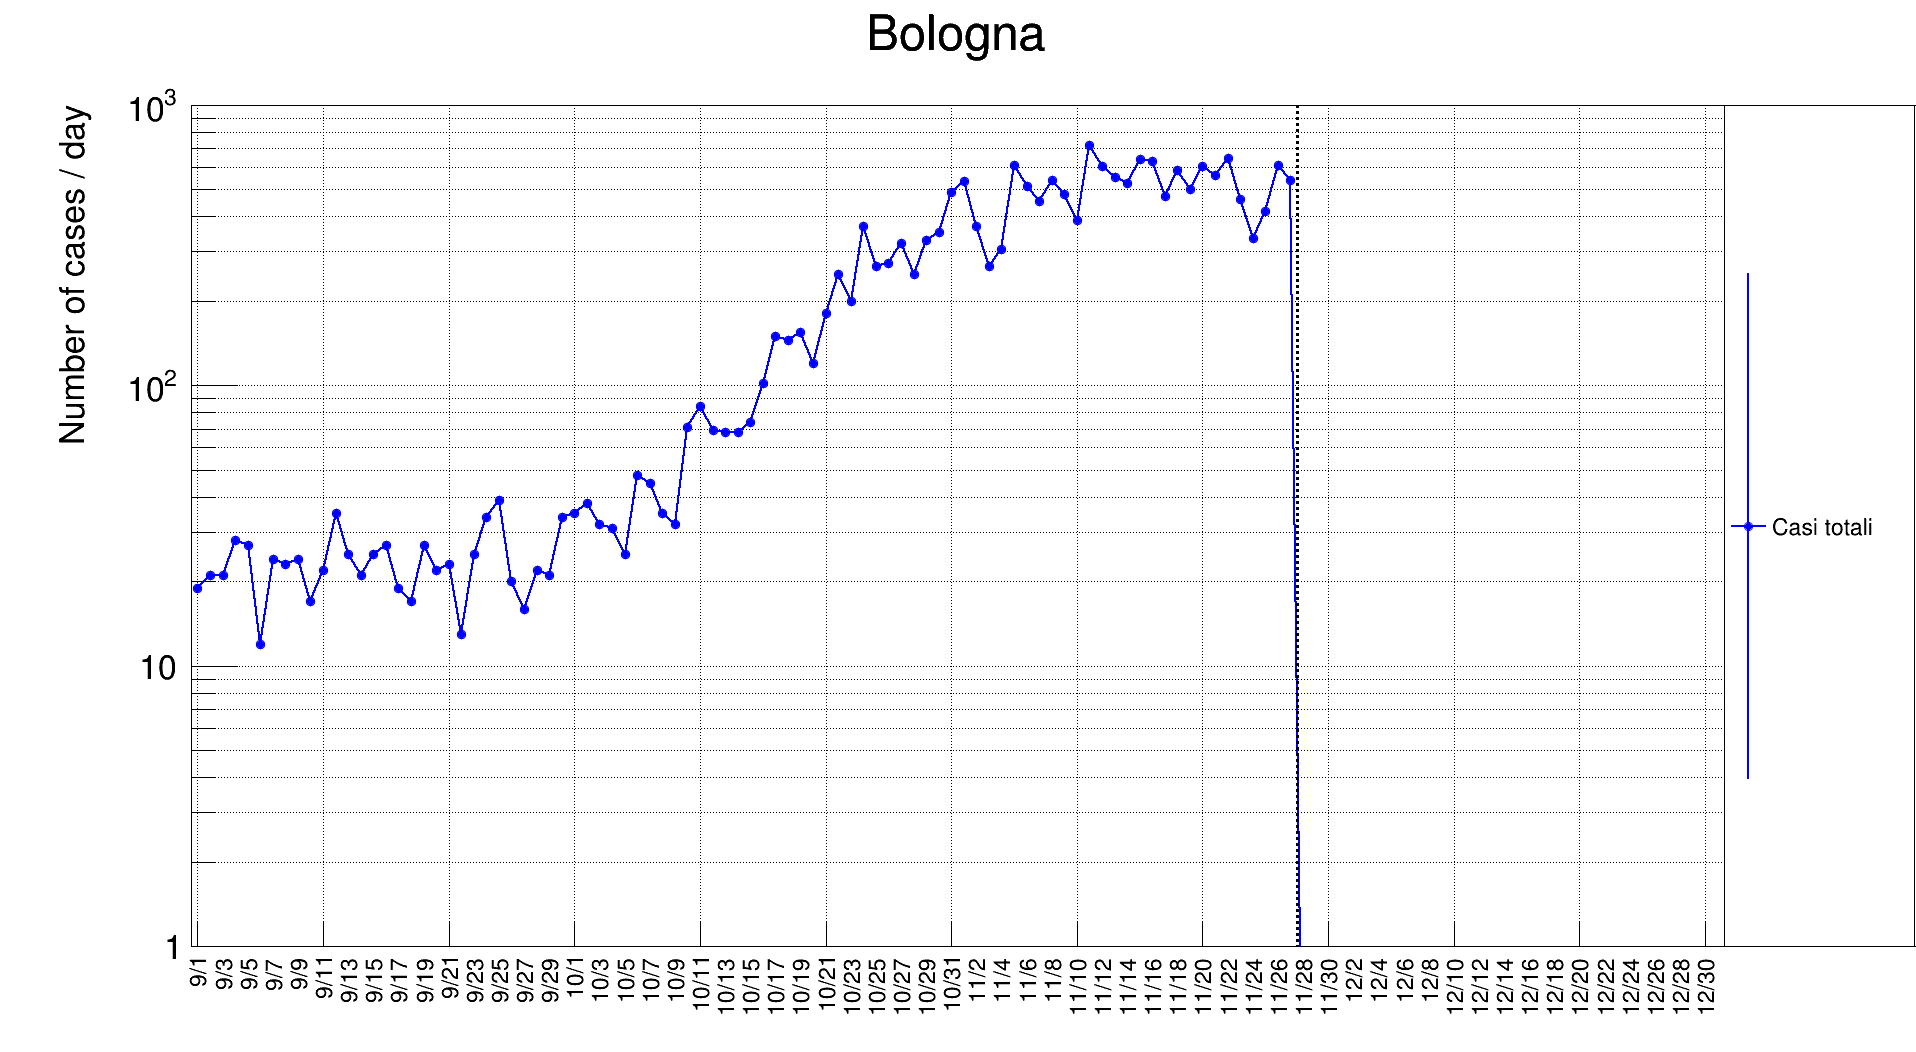 Bologna
Number of cases / day
10³
10²
10
1
9/1 9/3 9/5 9/7 9/9 9/11 9/13 9/15 9/17 9/19 9/21 9/23 9/25 9/27 9/29 10/1 10/3 10/5 10/7 10/9 10/11 10/13 10/15 10/17 10/19 10/21 10/23 10/25 10/27 10/29 10/31 11/2 11/4 11/6 11/8 11/10 11/12 11/14 11/16 11/18 11/20 11/22 11/24 11/26 11/28 11/30 12/2 12/4 12/6 12/8 12/10 12/12 12/14 12/16 12/18 12/20 12/22 12/24 12/26 12/28 12/30
Casi totali